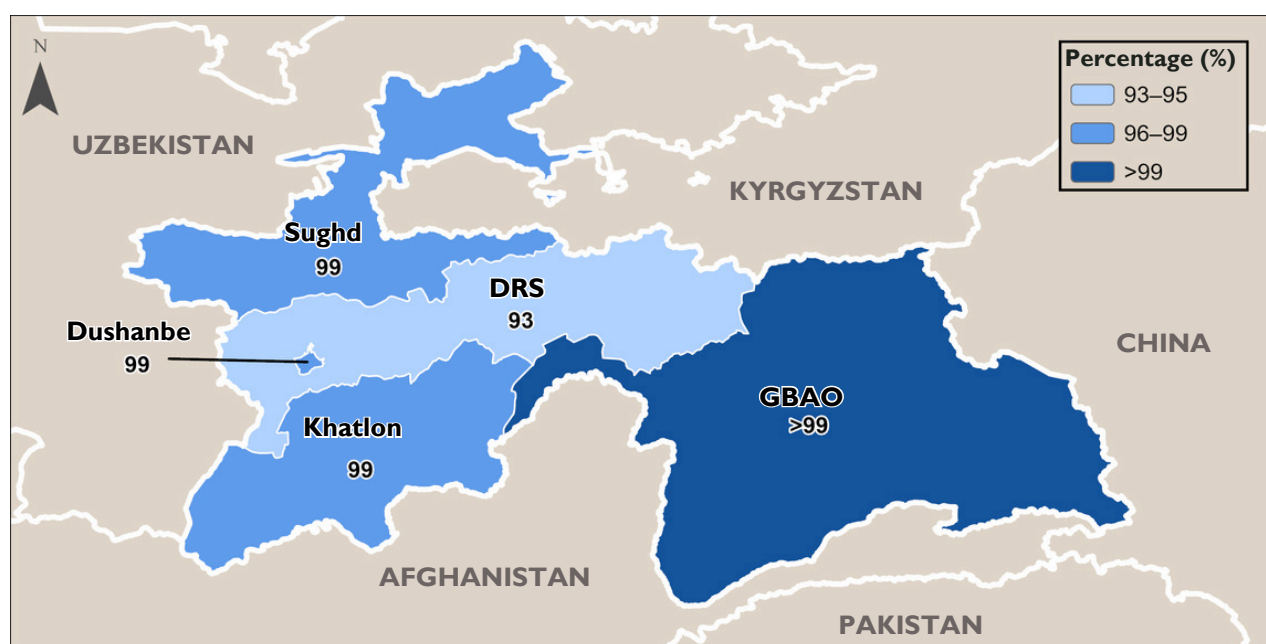 N
Percentage (%)
93–95
96–99
>99
UZBEKISTAN
KYRGYZSTAN
Sughd
99
DRS
93
Dushanbe
99
CHINA
GBAO
>99
Khatlon
99
AFGHANISTAN
PAKISTAN